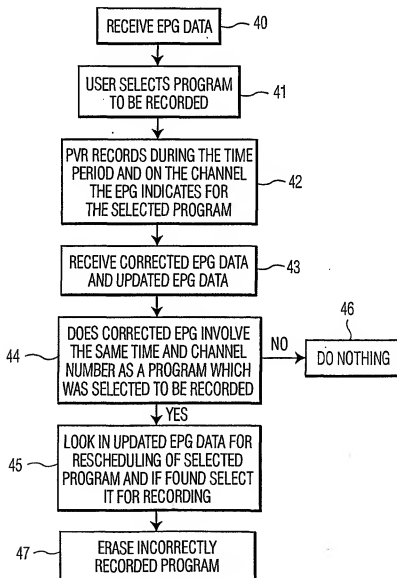 RECEIVE EPG DATA
40
USER SELECTS PROGRAM
TO BE RECORDED
41
PVR RECORDS DURING THE TIME
PERIOD AND ON THE CHANNEL
THE EPG INDICATES FOR
THE SELECTED PROGRAM
42
RECEIVE CORRECTED EPG DATA
AND UPDATED EPG DATA
43
44
DOES CORRECTED EPG INVOLVE
THE SAME TIME AND CHANNEL
NUMBER AS A PROGRAM WHICH
WAS SELECTED TO BE RECORDED
NO
46
DO NOTHING
YES
45
LOOK IN UPDATED EPG DATA FOR
RESCHEDULING OF SELECTED
PROGRAM AND IF FOUND SELECT
IT FOR RECORDING
47
ERASE INCORRECTLY
RECORDED PROGRAM